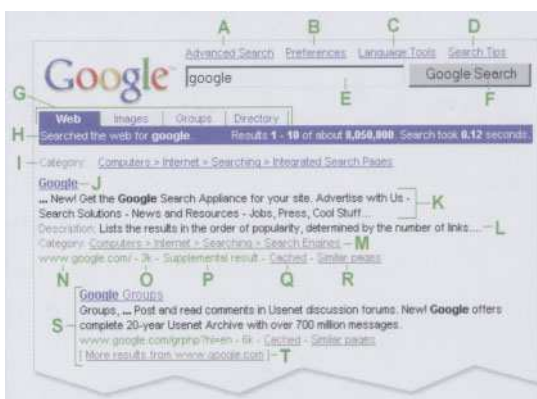 A B C D
Advanced Search Preferences Language Tools Search Tips
Google
google
Google Search
E F
G
Web Images Groups Directory
H Searched the web for google. Results 1 - 10 of about 8,050,000. Search took 0.12 seconds.
I Category: Computers > Internet > Searching > Integrated Search Pages
Google J
... New! Get the Google Search Appliance for your site. Advertise with Us -
Search Solutions - News and Resources - Jobs, Press, Cool Stuff... K
Description: Lists the results in the order of popularity, determined by the number of links.... L
Category: Computers > Internet > Searching > Search Engines M
www.google.com/ - 3k - Supplemental result - Cached - Similar pages
N O P Q R
Google Groups
S Groups, ... Post and read comments in Usenet discussion forums. New! Google offers
complete 20-year Usenet Archive with over 700 million messages.
www.google.com/grphp?hl=en - 6k - Cached - Similar pages
[ More results from www.google.com ] T